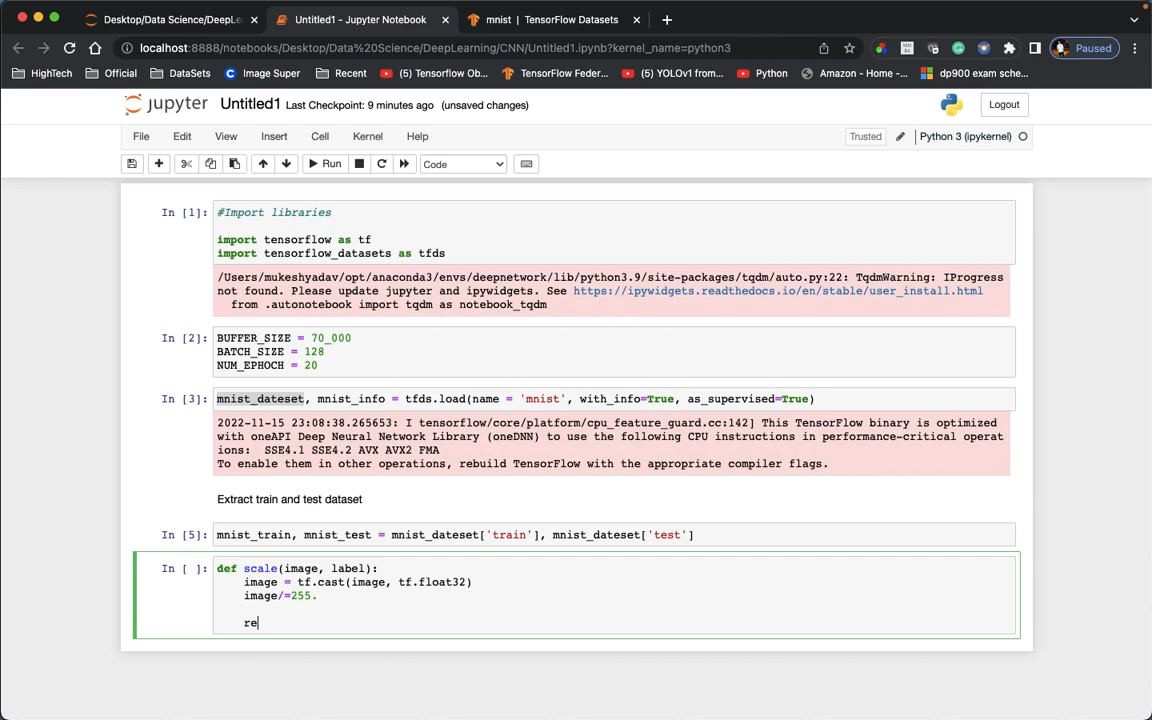 Desktop/Data Science/DeepLe
Untitled1 - Jupyter Notebook
mnist | TensorFlow Datasets
localhost:8888/notebooks/Desktop/Data%20Science/DeepLearning/CNN/Untitled1.ipynb?kernel_name=python3
Paused
HighTech
Official
DataSets
Image Super
Recent
(5) Tensorflow Ob...
TensorFlow Feder...
(5) YOLOv1 from...
Python
Amazon - Home -...
dp900 exam sche...
jupyter Untitled1 Last Checkpoint: 9 minutes ago (unsaved changes)
Logout
File Edit View Insert Cell Kernel Help
Trusted
Python 3 (ipykernel)
Run
Code
In [1]: #Import libraries
import tensorflow as tf
import tensorflow_datasets as tfds
/Users/mukeshyadav/opt/anaconda3/envs/deepnetwork/lib/python3.9/site-packages/tqdm/auto.py:22: TqdmWarning: IProgress
not found. Please update jupyter and ipywidgets. See https://ipywidgets.readthedocs.io/en/stable/user_install.html
from .autonotebook import tqdm as notebook_tqdm
In [2]: BUFFER_SIZE = 70_000
BATCH_SIZE = 128
NUM_EPHOCH = 20
In [3]: mnist_dateset, mnist_info = tfds.load(name = 'mnist', with_info=True, as_supervised=True)
2022-11-15 23:08:38.265653: I tensorflow/core/platform/cpu_feature_guard.cc:142] This TensorFlow binary is optimized
with oneAPI Deep Neural Network Library (oneDNN) to use the following CPU instructions in performance-critical operat
ions: SSE4.1 SSE4.2 AVX AVX2 FMA
To enable them in other operations, rebuild TensorFlow with the appropriate compiler flags.
Extract train and test dataset
In [5]: mnist_train, mnist_test = mnist_dateset['train'], mnist_dateset['test']
In [ ]: def scale(image, label):
image = tf.cast(image, tf.float32)
image/=255.
re